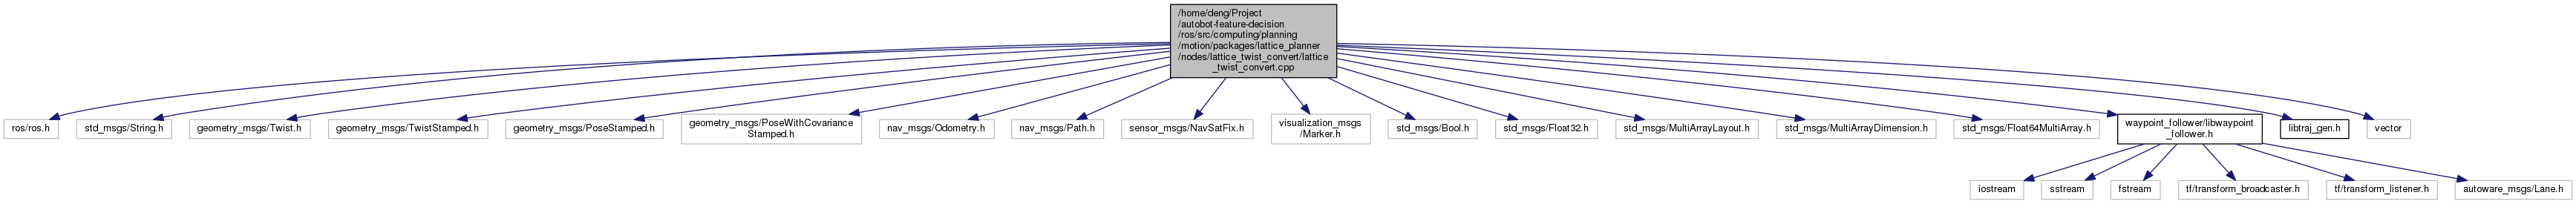 /home/deng/Project
/autobot-feature-decision
/ros/src/computing/planning
/motion/packages/lattice_planner
/nodes/lattice_twist_convert/lattice
_twist_convert.cpp
ros/ros.h
std_msgs/String.h
geometry_msgs/Twist.h
geometry_msgs/TwistStamped.h
geometry_msgs/PoseStamped.h
geometry_msgs/PoseWithCovariance
Stamped.h
nav_msgs/Odometry.h
nav_msgs/Path.h
sensor_msgs/NavSatFix.h
visualization_msgs
/Marker.h
std_msgs/Bool.h
std_msgs/Float32.h
std_msgs/MultiArrayLayout.h
std_msgs/MultiArrayDimension.h
std_msgs/Float64MultiArray.h
waypoint_follower/libwaypoint
_follower.h
libtraj_gen.h
vector
iostream
sstream
fstream
tf/transform_broadcaster.h
tf/transform_listener.h
autoware_msgs/Lane.h